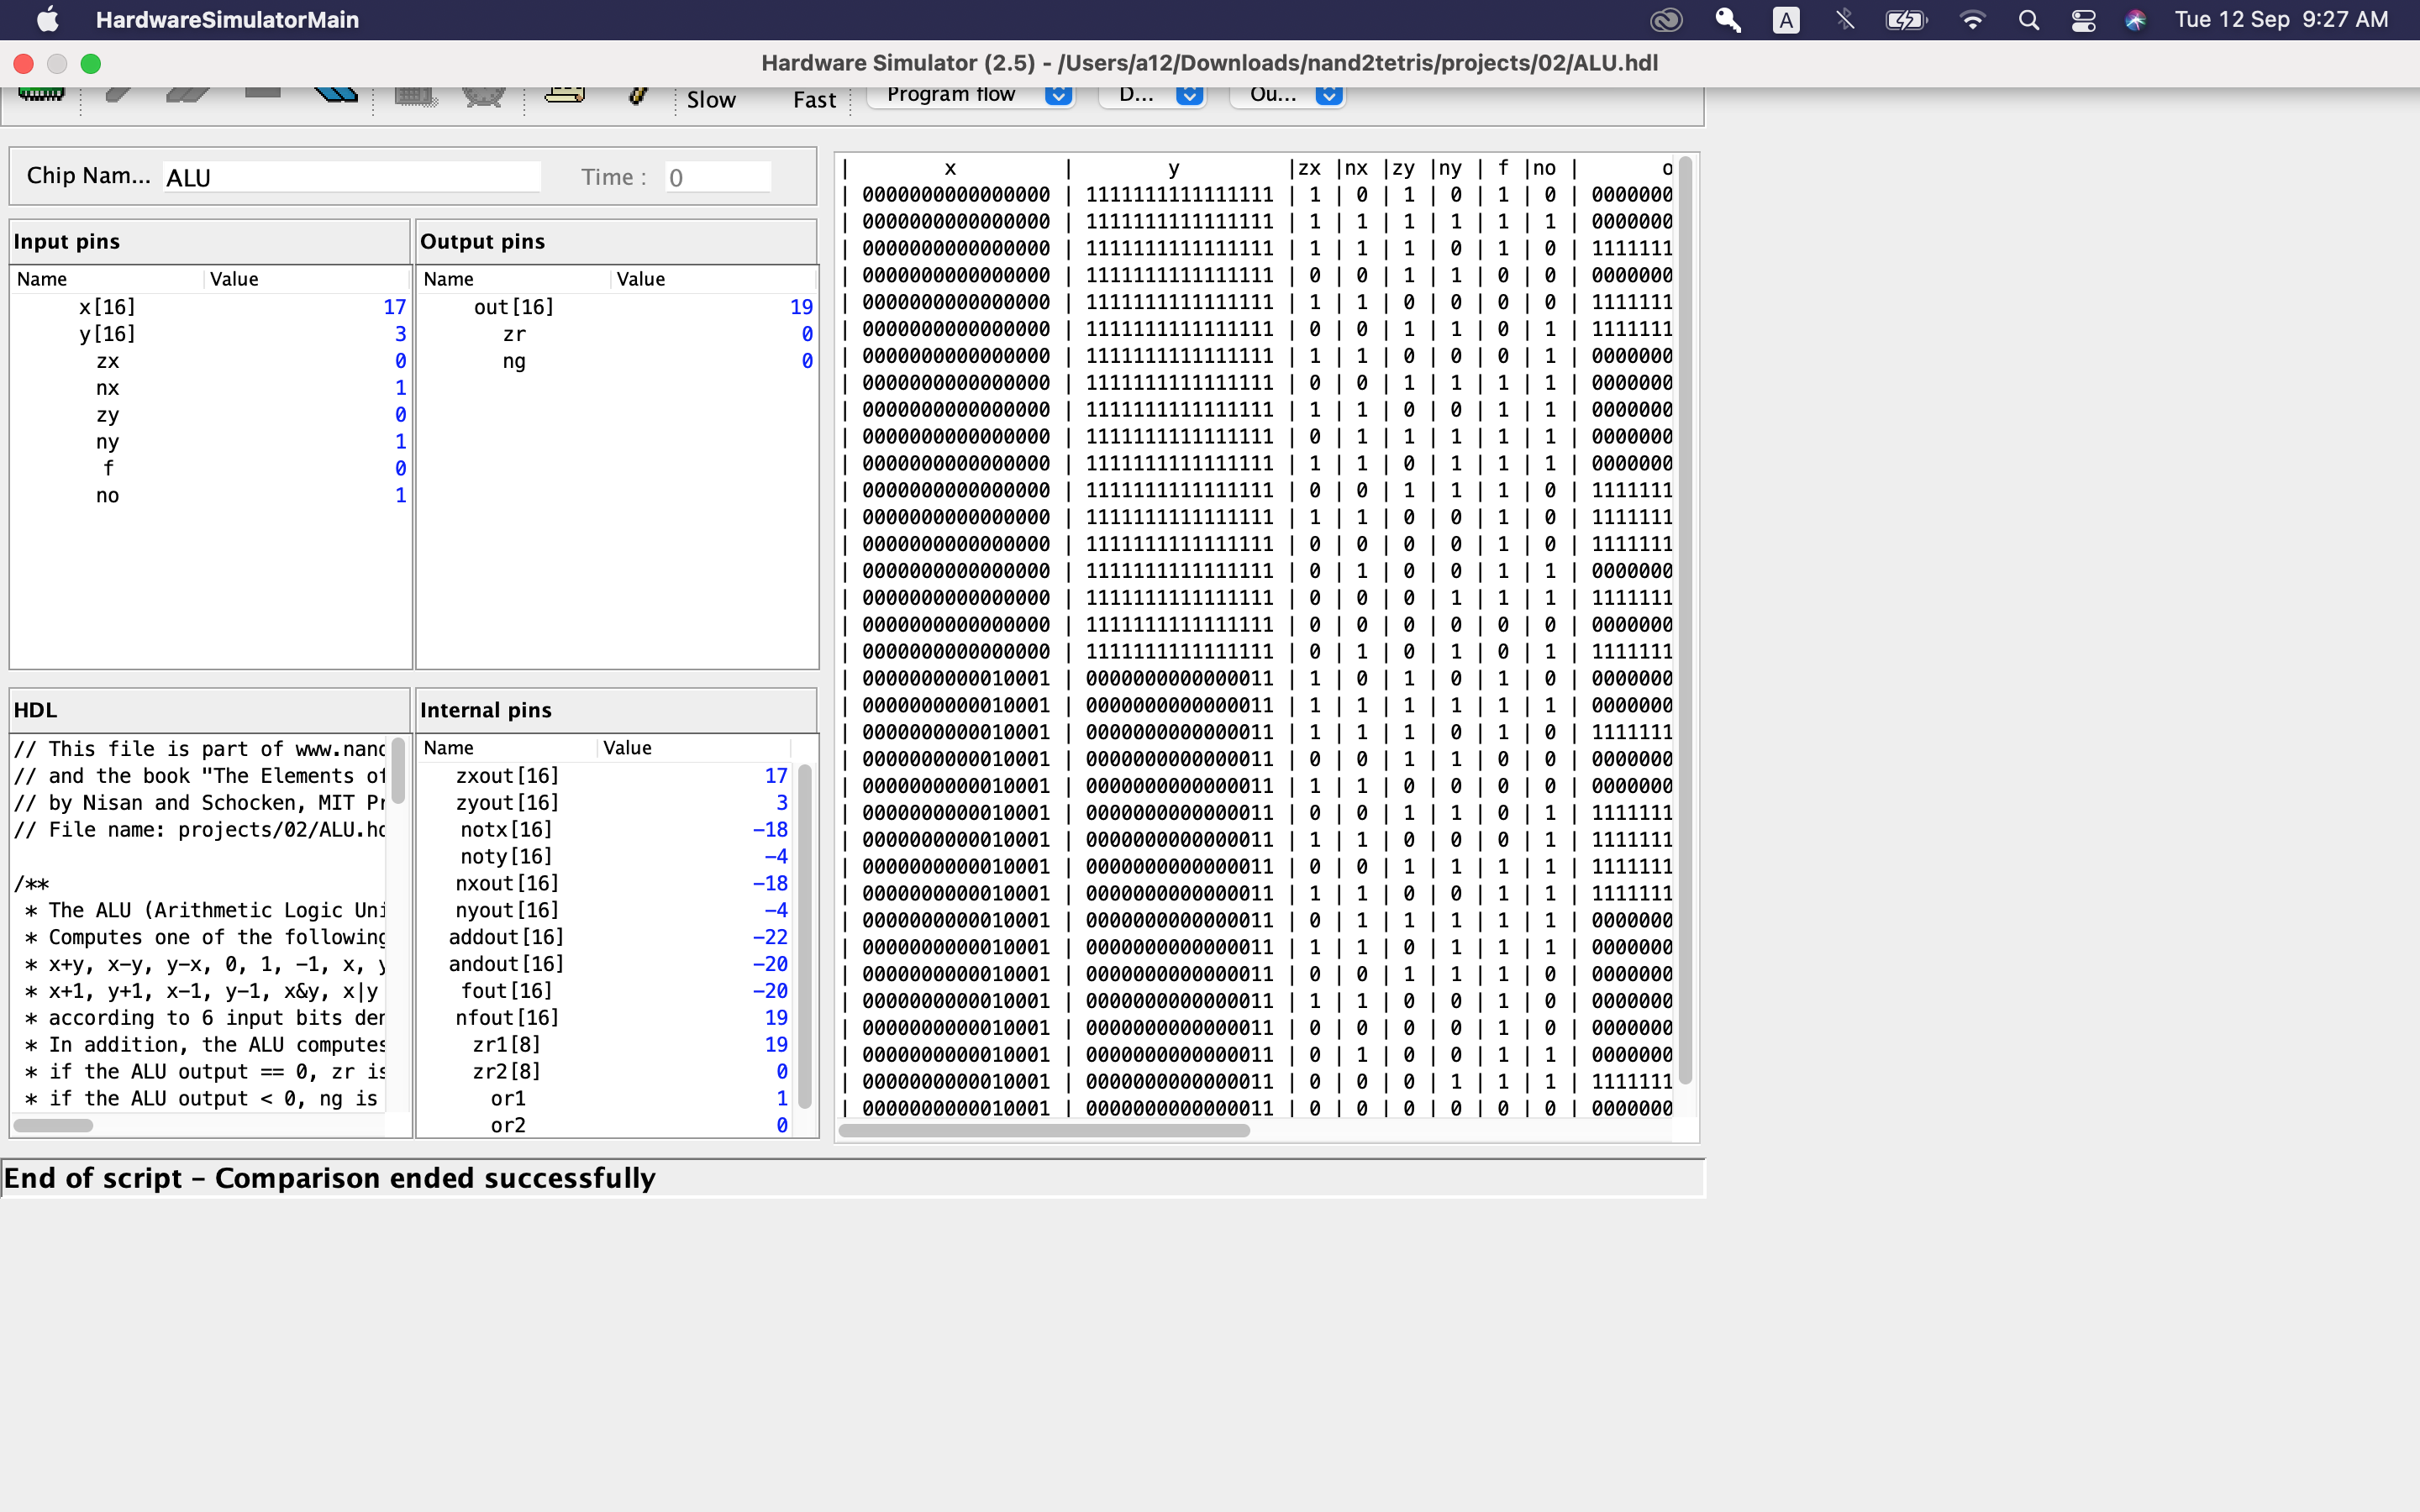 HardwareSimulatorMain
A
Tue 12 Sep 9:27 AM
Hardware Simulator (2.5) - /Users/a12/Downloads/nand2tetris/projects/02/ALU.hdl
Slow Fast Program flow D... Ou...
Chip Nam... ALU Time : 0
Input pins
Name Value
x[16] 17
y[16] 3
zx 0
nx 1
zy 0
ny 1
f 0
no 1
Output pins
Name Value
out[16] 19
zr 0
ng 0
HDL
// This file is part of www.nand
// and the book "The Elements of
// by Nisan and Schocken, MIT Pr
// File name: projects/02/ALU.hd
/**
* The ALU (Arithmetic Logic Uni
* Computes one of the following
* x+y, x-y, y-x, 0, 1, -1, x, y
* x+1, y+1, x-1, y-1, x&y, x|y
* according to 6 input bits den
* In addition, the ALU computes
* if the ALU output == 0, zr is
* if the ALU output < 0, ng is
Internal pins
Name Value
zxout[16] 17
zyout[16] 3
notx[16] -18
noty[16] -4
nxout[16] -18
nyout[16] -4
addout[16] -22
andout[16] -20
fout[16] -20
nfout[16] 19
zr1[8] 19
zr2[8] 0
or1 1
or2 0
| x | y |zx |nx |zy |ny | f |no | o
| 0000000000000000 | 1111111111111111 | 1 | 0 | 1 | 0 | 1 | 0 | 0000000
| 0000000000000000 | 1111111111111111 | 1 | 1 | 1 | 1 | 1 | 1 | 0000000
| 0000000000000000 | 1111111111111111 | 1 | 1 | 1 | 0 | 1 | 0 | 1111111
| 0000000000000000 | 1111111111111111 | 0 | 0 | 1 | 1 | 0 | 0 | 0000000
| 0000000000000000 | 1111111111111111 | 1 | 1 | 0 | 0 | 0 | 0 | 1111111
| 0000000000000000 | 1111111111111111 | 0 | 0 | 1 | 1 | 0 | 1 | 1111111
| 0000000000000000 | 1111111111111111 | 1 | 1 | 0 | 0 | 0 | 1 | 0000000
| 0000000000000000 | 1111111111111111 | 0 | 0 | 1 | 1 | 1 | 1 | 0000000
| 0000000000000000 | 1111111111111111 | 1 | 1 | 0 | 0 | 1 | 1 | 0000000
| 0000000000000000 | 1111111111111111 | 0 | 1 | 1 | 1 | 1 | 1 | 0000000
| 0000000000000000 | 1111111111111111 | 1 | 1 | 0 | 1 | 1 | 1 | 0000000
| 0000000000000000 | 1111111111111111 | 0 | 0 | 1 | 1 | 1 | 0 | 1111111
| 0000000000000000 | 1111111111111111 | 1 | 1 | 0 | 0 | 1 | 0 | 1111111
| 0000000000000000 | 1111111111111111 | 0 | 0 | 0 | 0 | 1 | 0 | 1111111
| 0000000000000000 | 1111111111111111 | 0 | 1 | 0 | 0 | 1 | 1 | 0000000
| 0000000000000000 | 1111111111111111 | 0 | 0 | 0 | 1 | 1 | 1 | 1111111
| 0000000000000000 | 1111111111111111 | 0 | 0 | 0 | 0 | 0 | 0 | 0000000
| 0000000000000000 | 1111111111111111 | 0 | 1 | 0 | 1 | 0 | 1 | 1111111
| 0000000000010001 | 0000000000000011 | 1 | 0 | 1 | 0 | 1 | 0 | 0000000
| 0000000000010001 | 0000000000000011 | 1 | 1 | 1 | 1 | 1 | 1 | 0000000
| 0000000000010001 | 0000000000000011 | 1 | 1 | 1 | 0 | 1 | 0 | 1111111
| 0000000000010001 | 0000000000000011 | 0 | 0 | 1 | 1 | 0 | 0 | 0000000
| 0000000000010001 | 0000000000000011 | 1 | 1 | 0 | 0 | 0 | 0 | 0000000
| 0000000000010001 | 0000000000000011 | 0 | 0 | 1 | 1 | 0 | 1 | 1111111
| 0000000000010001 | 0000000000000011 | 1 | 1 | 0 | 0 | 0 | 1 | 1111111
| 0000000000010001 | 0000000000000011 | 0 | 0 | 1 | 1 | 1 | 1 | 1111111
| 0000000000010001 | 0000000000000011 | 1 | 1 | 0 | 0 | 1 | 1 | 1111111
| 0000000000010001 | 0000000000000011 | 0 | 1 | 1 | 1 | 1 | 1 | 0000000
| 0000000000010001 | 0000000000000011 | 1 | 1 | 0 | 1 | 1 | 1 | 0000000
| 0000000000010001 | 0000000000000011 | 0 | 0 | 1 | 1 | 1 | 0 | 0000000
| 0000000000010001 | 0000000000000011 | 1 | 1 | 0 | 0 | 1 | 0 | 0000000
| 0000000000010001 | 0000000000000011 | 0 | 0 | 0 | 0 | 1 | 0 | 0000000
| 0000000000010001 | 0000000000000011 | 0 | 1 | 0 | 0 | 1 | 1 | 0000000
| 0000000000010001 | 0000000000000011 | 0 | 0 | 0 | 1 | 1 | 1 | 1111111
| 0000000000010001 | 0000000000000011 | 0 | 0 | 0 | 0 | 0 | 0 | 0000000
End of script - Comparison ended successfully